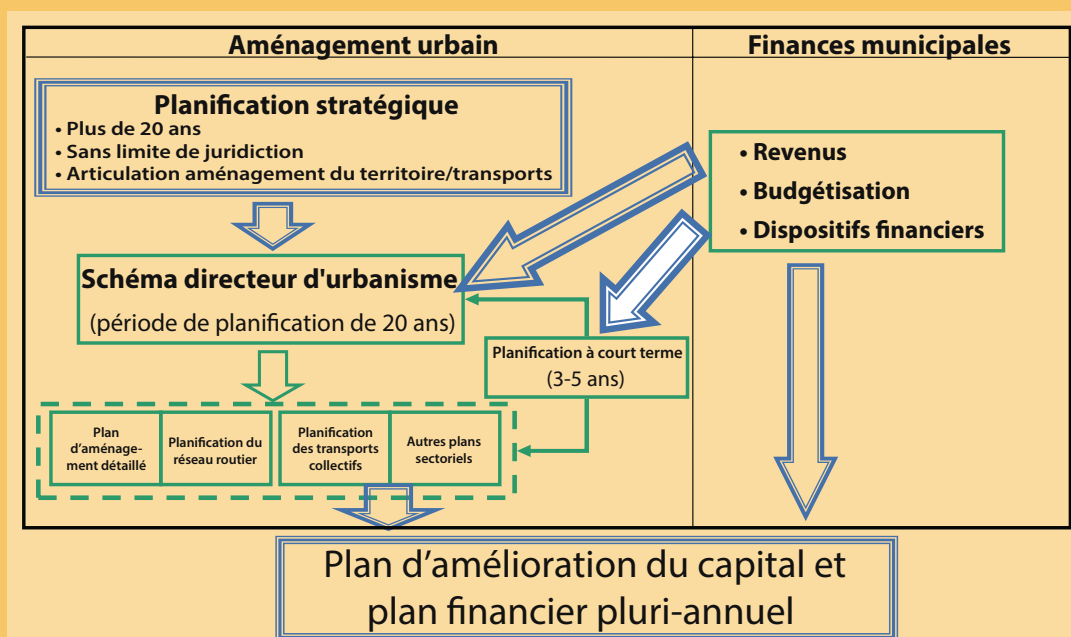 Aménagement urbain
Finances municipales
Planification stratégique
• Plus de 20 ans
• Sans limite de juridiction
• Articulation aménagement du territoire/transports
• Revenus
• Budgétisation
• Dispositifs financiers
Schéma directeur d'urbanisme
(période de planification de 20 ans)
Planification à court terme
(3-5 ans)
Plan
d’aménage-
ment détaillé
Planification du
réseau routier
Planification
des transports
collectifs
Autres plans
sectoriels
Plan d’amélioration du capital et
plan financier pluri-annuel